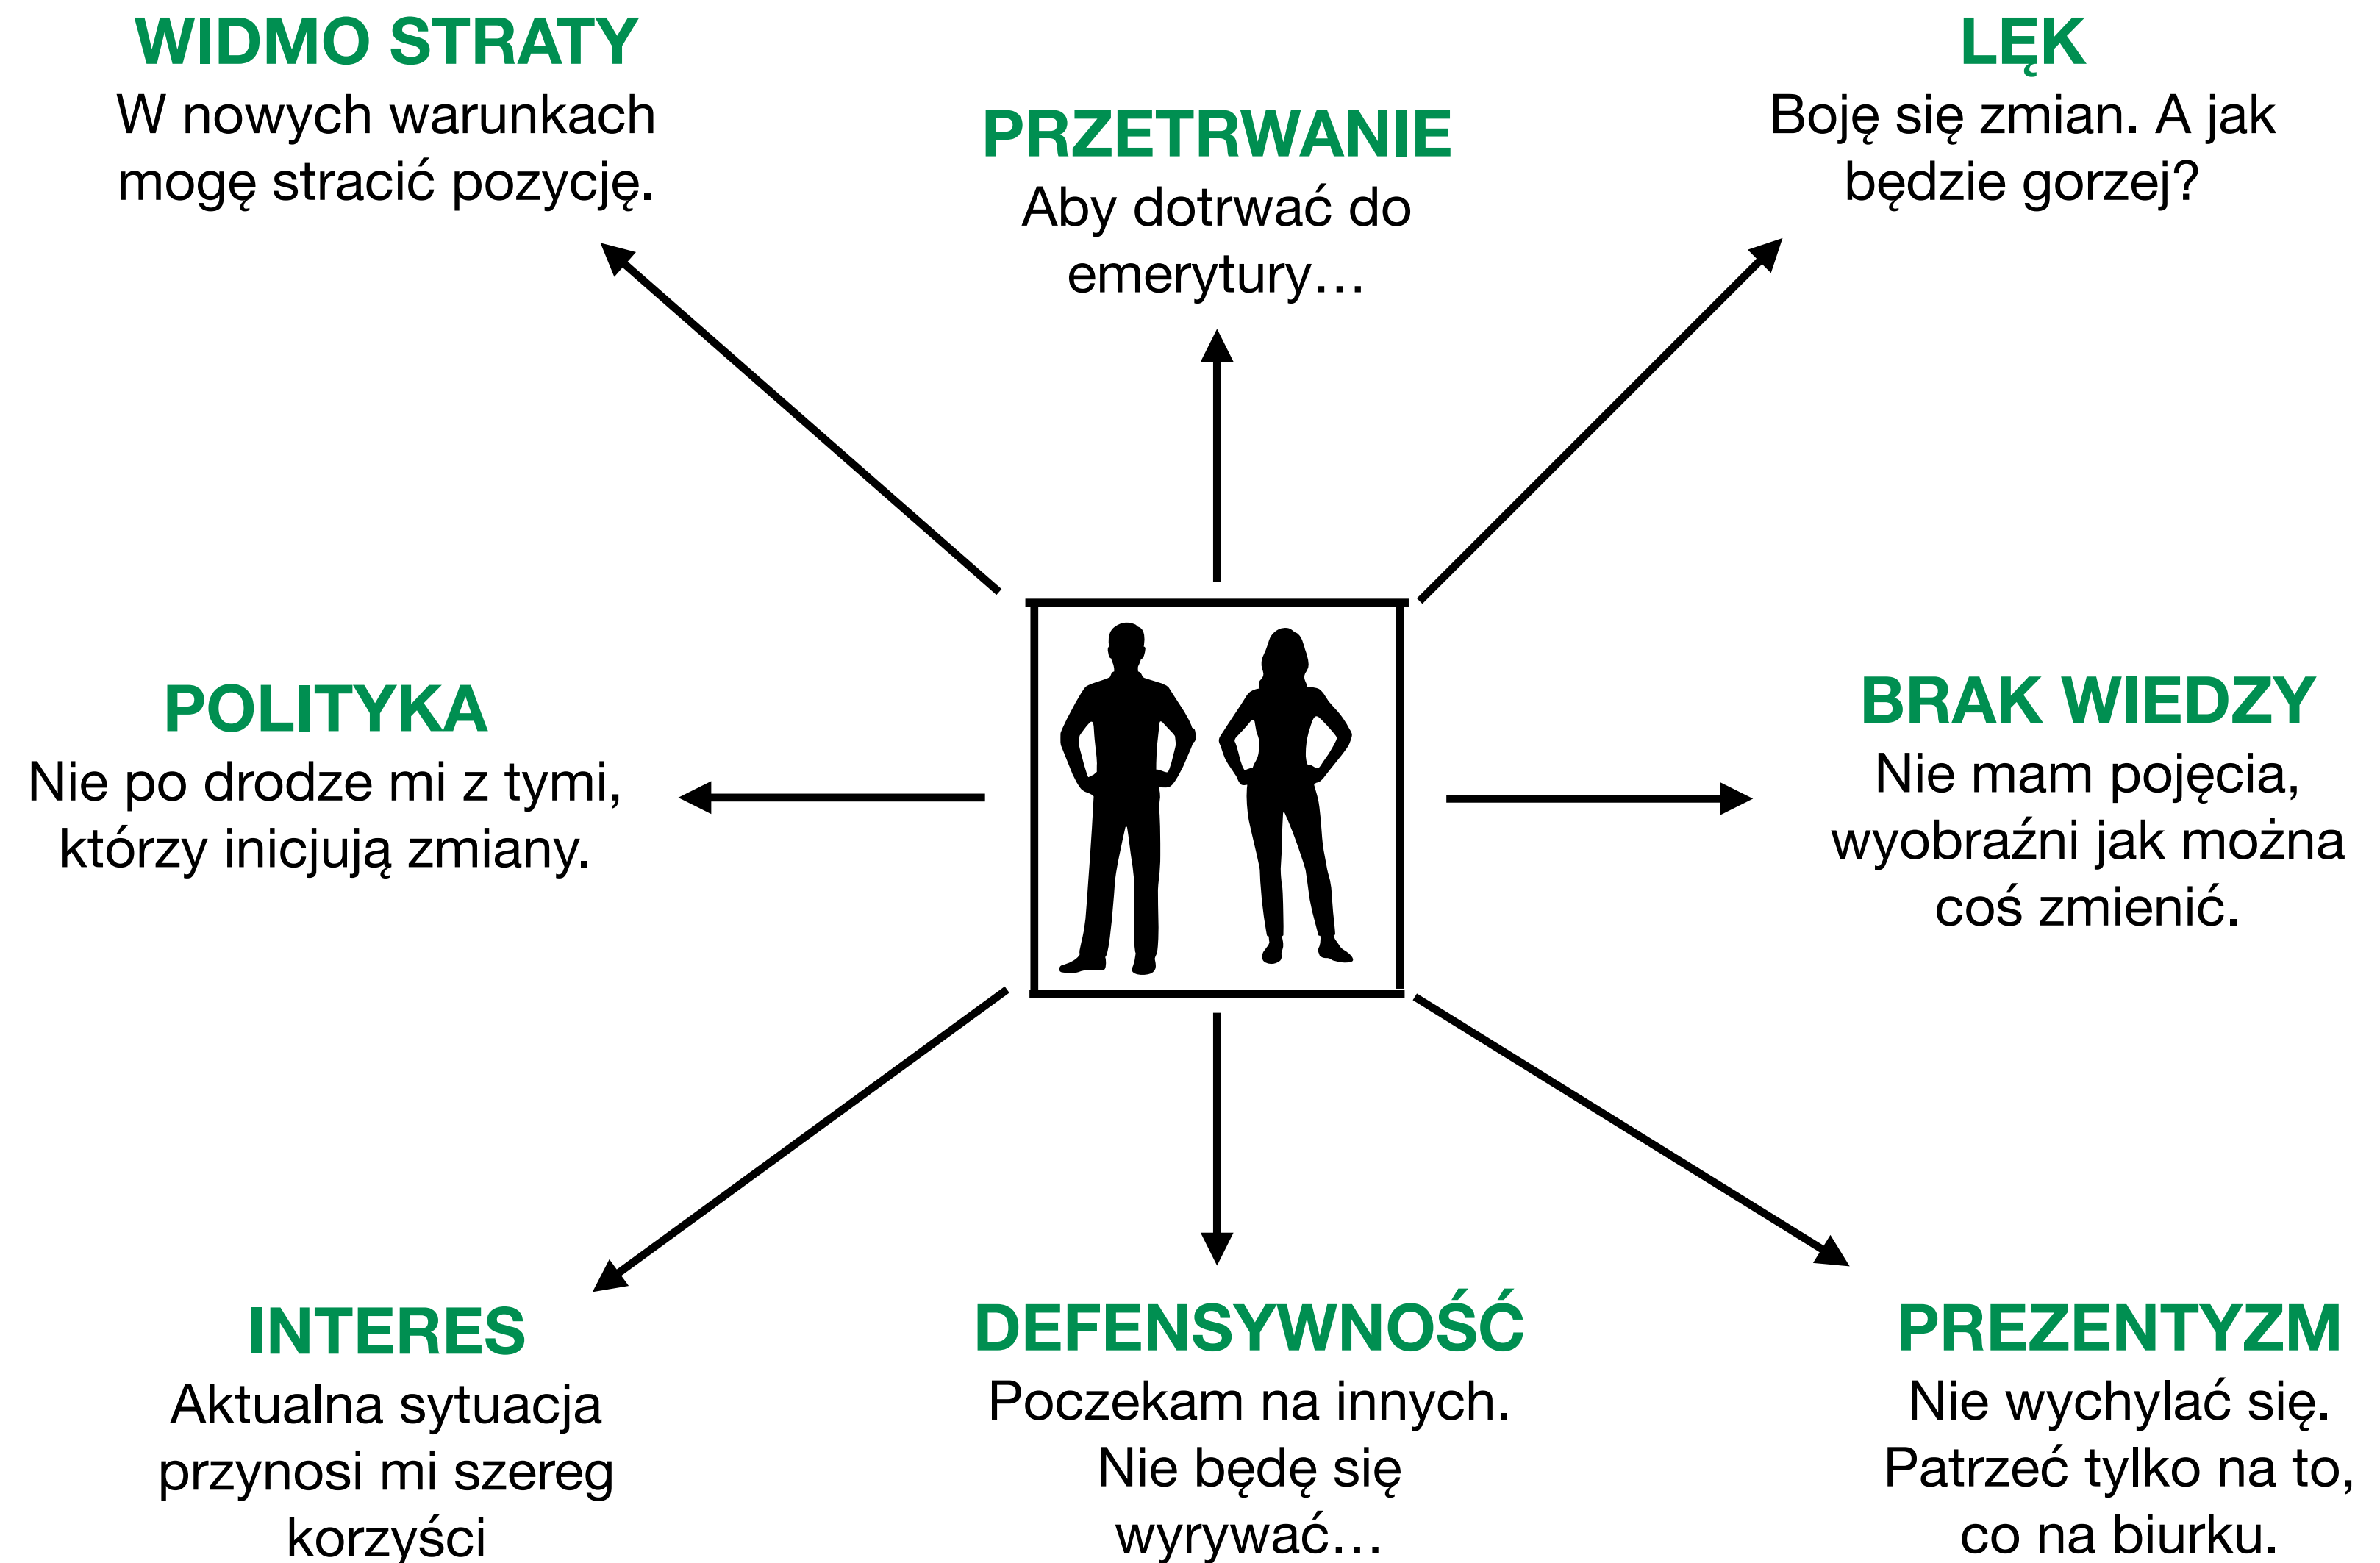 WIDMO STRATY
W nowych warunkach
mogę stracić pozycję.
PRZETRWANIE
Aby dotrwać do
emerytury…
LĘK
Boję się zmian. A jak
będzie gorzej?
POLITYKA
Nie po drodze mi z tymi,
którzy inicjują zmiany.
BRAK WIEDZY
Nie mam pojęcia,
wyobraźni jak można
coś zmienić.
INTERES
Aktualna sytuacja
przynosi mi szereg
korzyści
DEFENSYWNOŚĆ
Poczekam na innych.
Nie będę się
wyrywać…
PREZENTYZM
Nie wychylać się.
Patrzeć tylko na to,
co na biurku.